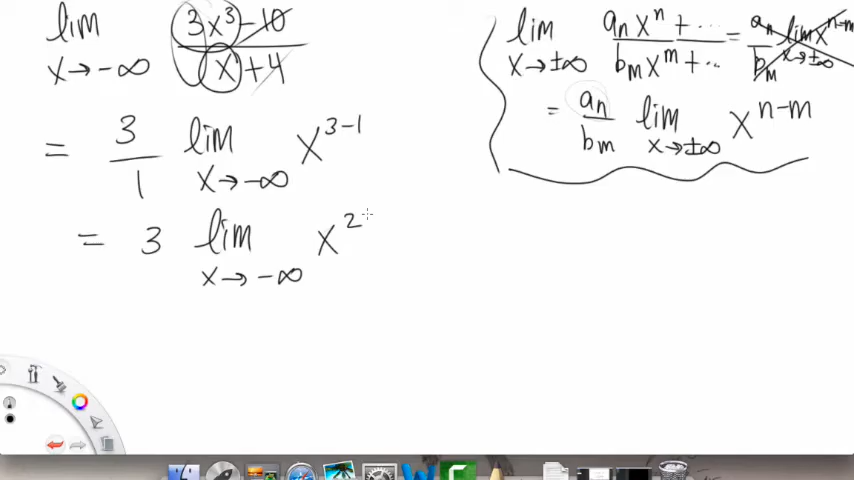 lim x→-∞ (3x³ - 10)/(x + 4)
= 3/1 lim x→-∞ x^(3-1)
= 3 lim x→-∞ x²
lim x→±∞ (aₙxⁿ + ...)/(bₘxᵐ + ...) = aₙ/bₘ lim x→±∞ x^(n-m)
= aₙ/bₘ lim x→±∞ x^(n-m)